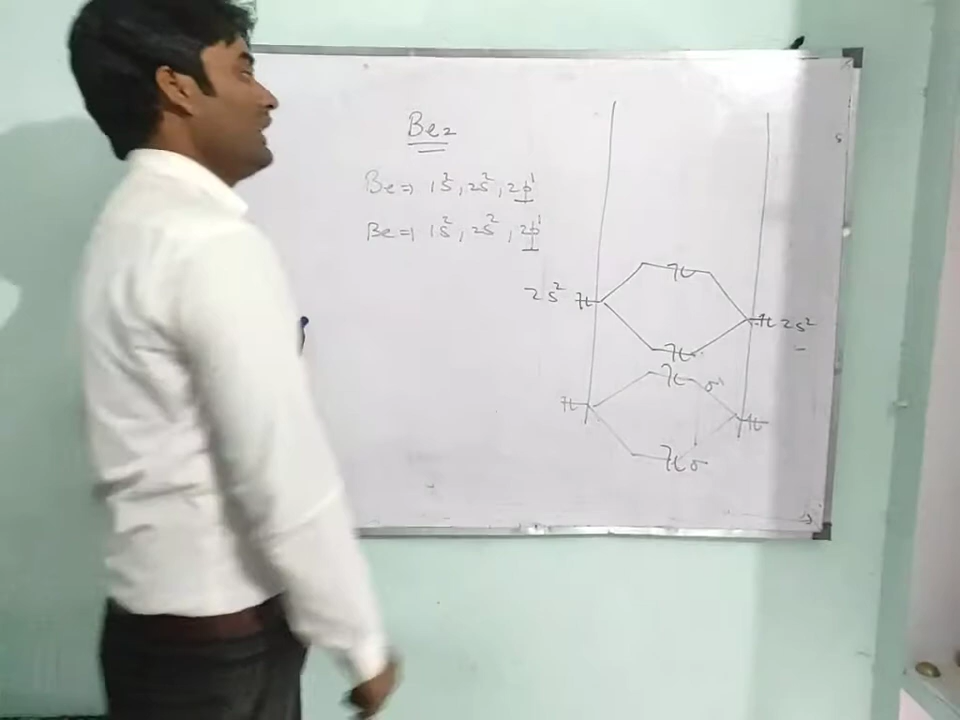 Be₂
Be ⇒ 1s², 2s², 2p¹
Be ⇒ 1s², 2s², 2p¹
2s²
2s²
σ*
σ